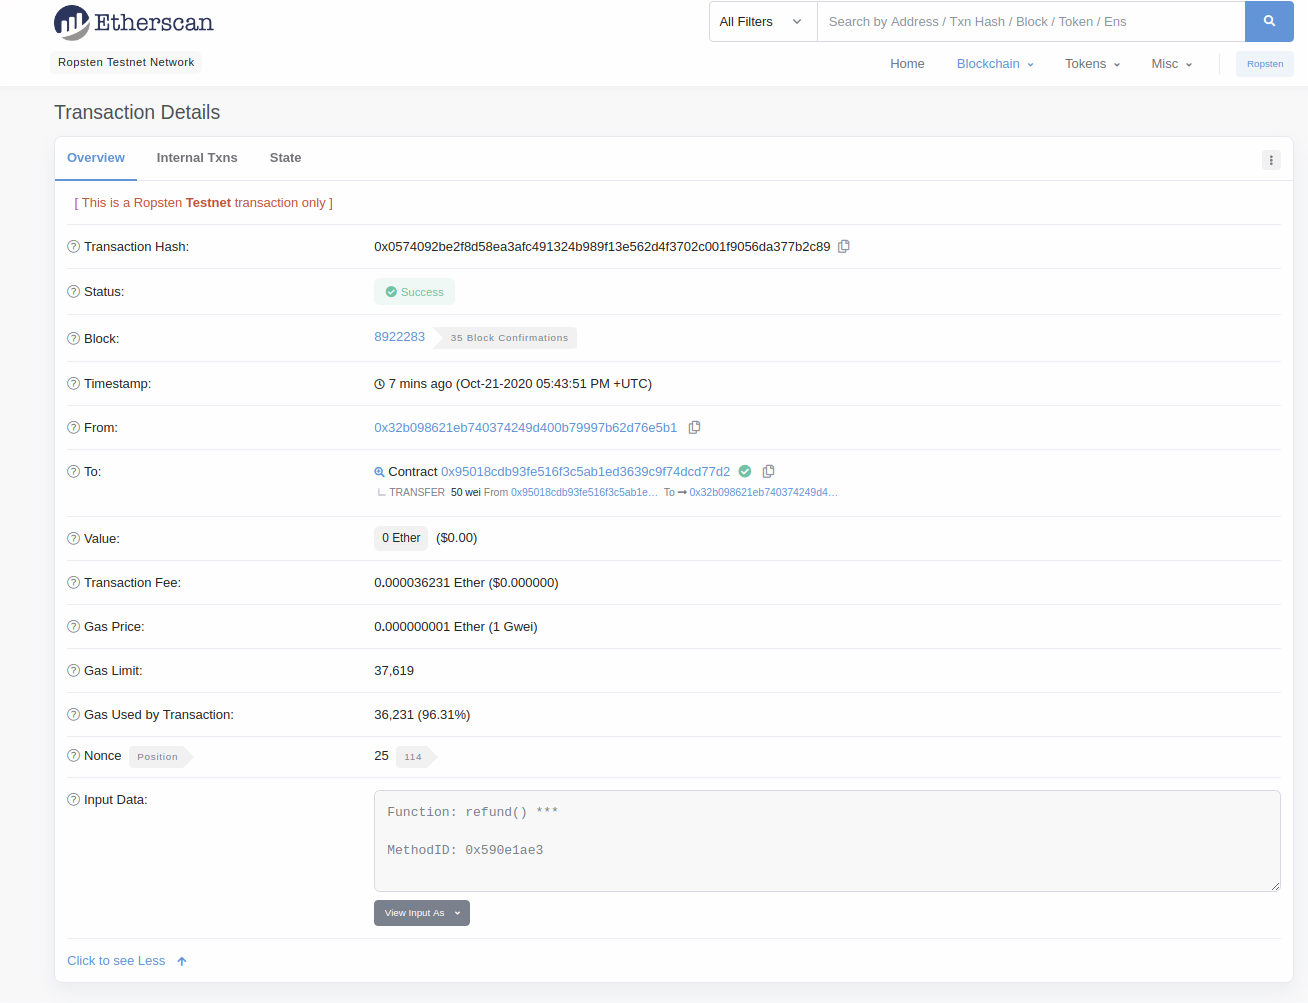 Etherscan
All Filters
Search by Address / Txn Hash / Block / Token / Ens
Ropsten Testnet Network
Home
Blockchain
Tokens
Misc
Ropsten
Transaction Details
Overview
Internal Txns
State
[ This is a Ropsten Testnet transaction only ]
Transaction Hash:
0x0574092be2f8d58ea3afc491324b989f13e562d4f3702c001f9056da377b2c89
Status:
Success
Block:
8922283
35 Block Confirmations
Timestamp:
7 mins ago (Oct-21-2020 05:43:51 PM +UTC)
From:
0x32b098621eb740374249d400b79997b62d76e5b1
To:
Contract 0x95018cdb93fe516f3c5ab1ed3639c9f74dcd77d2
TRANSFER 50 wei From 0x95018cdb93fe516f3c5ab1e... To 0x32b098621eb740374249d4...
Value:
0 Ether ($0.00)
Transaction Fee:
0.000036231 Ether ($0.000000)
Gas Price:
0.000000001 Ether (1 Gwei)
Gas Limit:
37,619
Gas Used by Transaction:
36,231 (96.31%)
Nonce Position
25 114
Input Data:
Function: refund() ***
MethodID: 0x590e1ae3
View Input As
Click to see Less